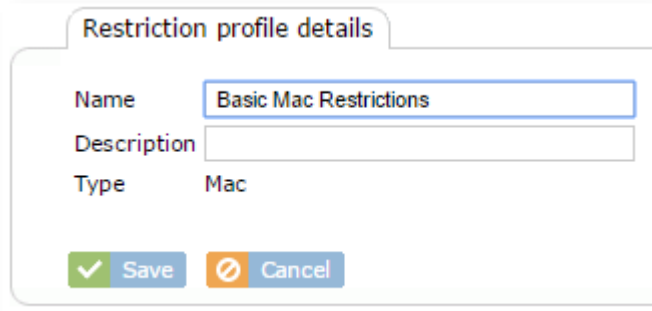 Restriction profile details
Name Basic Mac Restrictions
Description
Type Mac
Save Cancel